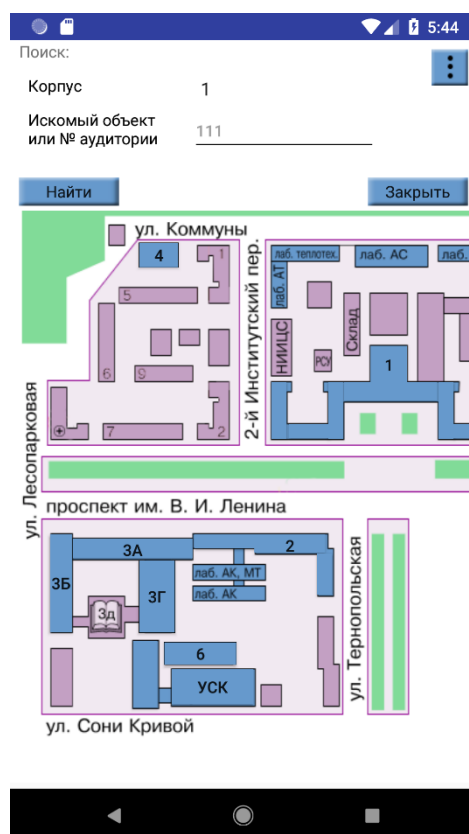 5:44
Поиск:
Корпус
1
Искомый объект
или № аудитории
111
Найти
Закрыть
ул. Коммуны
4
1
5
6
9
7
2
2-й Институтский пер.
лаб. теплотех.
лаб. АС
лаб.
лаб. АТ
НИИЦС
РСУ
Склад
1
ул. Лесопарковая
проспект им. В. И. Ленина
3А
2
3Б
3Г
лаб. АК, МТ
лаб. АК
3д
6
УСК
ул. Тернопольская
ул. Сони Кривой